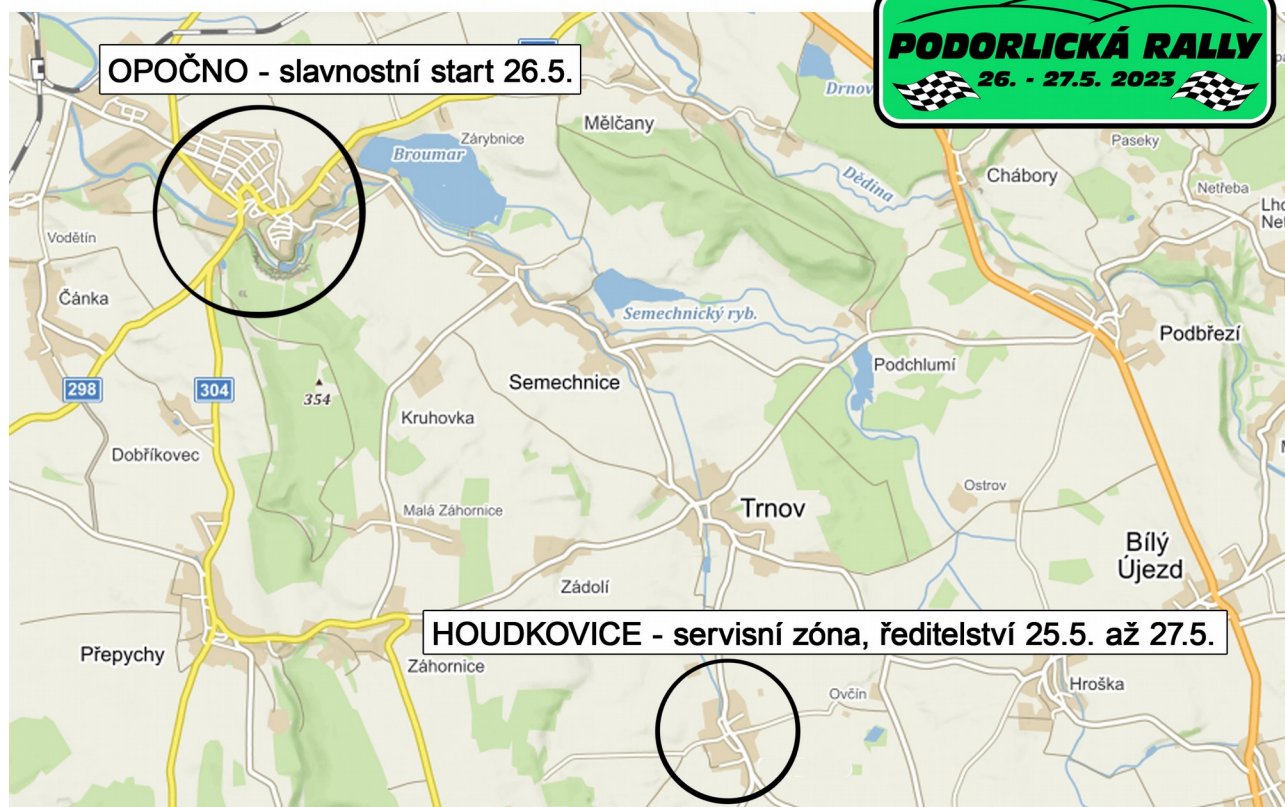 PODORLICKÁ RALLY
26. - 27.5. 2023
OPOČNO - slavnostní start 26.5.
Zárybnice
Mělčany
Broumar
Paseky
Dědina
Chábory
Netřeba
Vodětín
Čánka
Semechnický ryb.
Podbřezí
298
304
354
Semechnice
Podchlumí
Kruhovka
Dobříkovec
Malá Záhornice
Trnov
Ostrov
Bílý
Újezd
Zádolí
HOUDKOVICE - servisní zóna, ředitelství 25.5. až 27.5.
Přepychy
Záhornice
Ovčín
Hroška